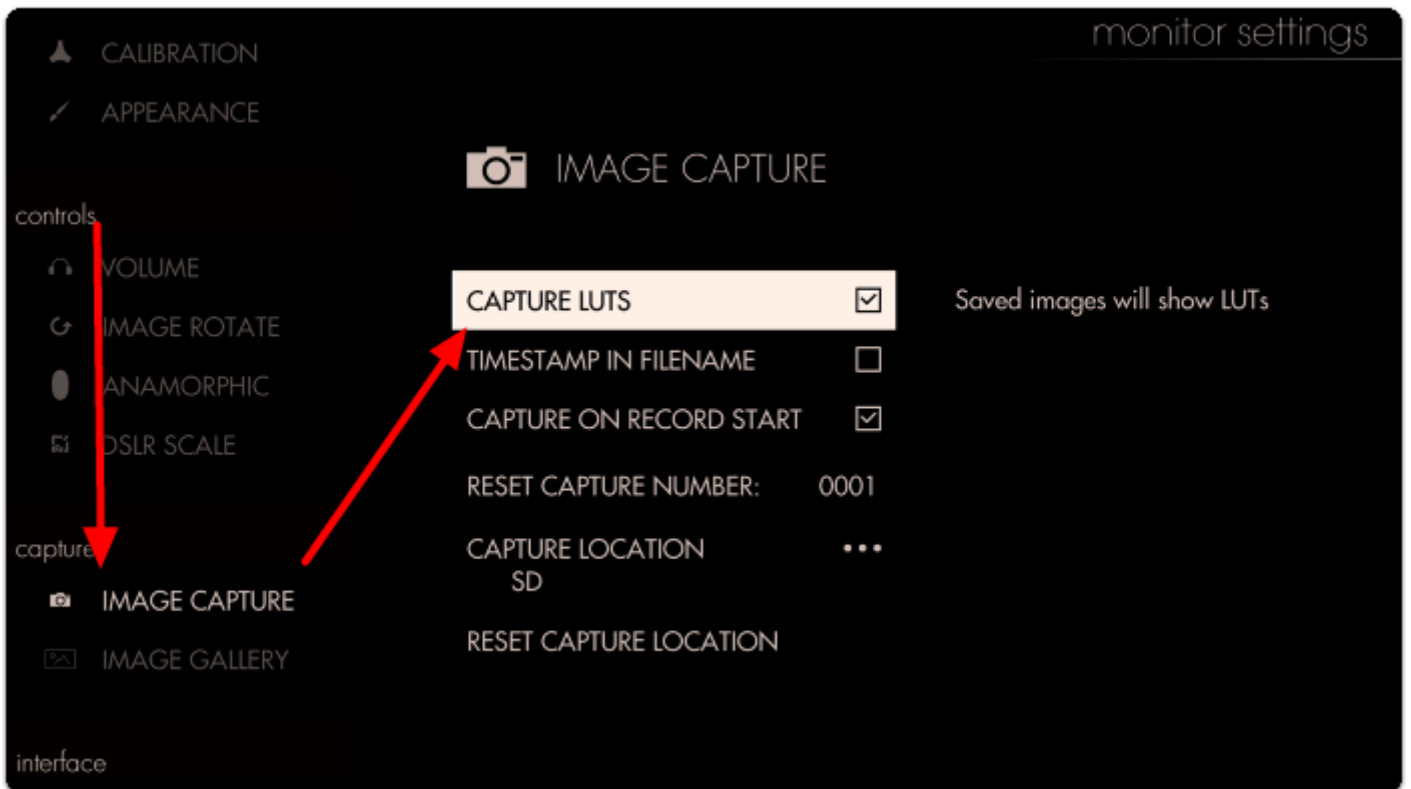 monitor settings
CALIBRATION
APPEARANCE
controls
VOLUME
IMAGE ROTATE
ANAMORPHIC
DSLR SCALE
capture
IMAGE CAPTURE
IMAGE GALLERY
interface
IMAGE CAPTURE
CAPTURE LUTS
Saved images will show LUTs
TIMESTAMP IN FILENAME
CAPTURE ON RECORD START
RESET CAPTURE NUMBER: 0001
CAPTURE LOCATION •••
SD
RESET CAPTURE LOCATION